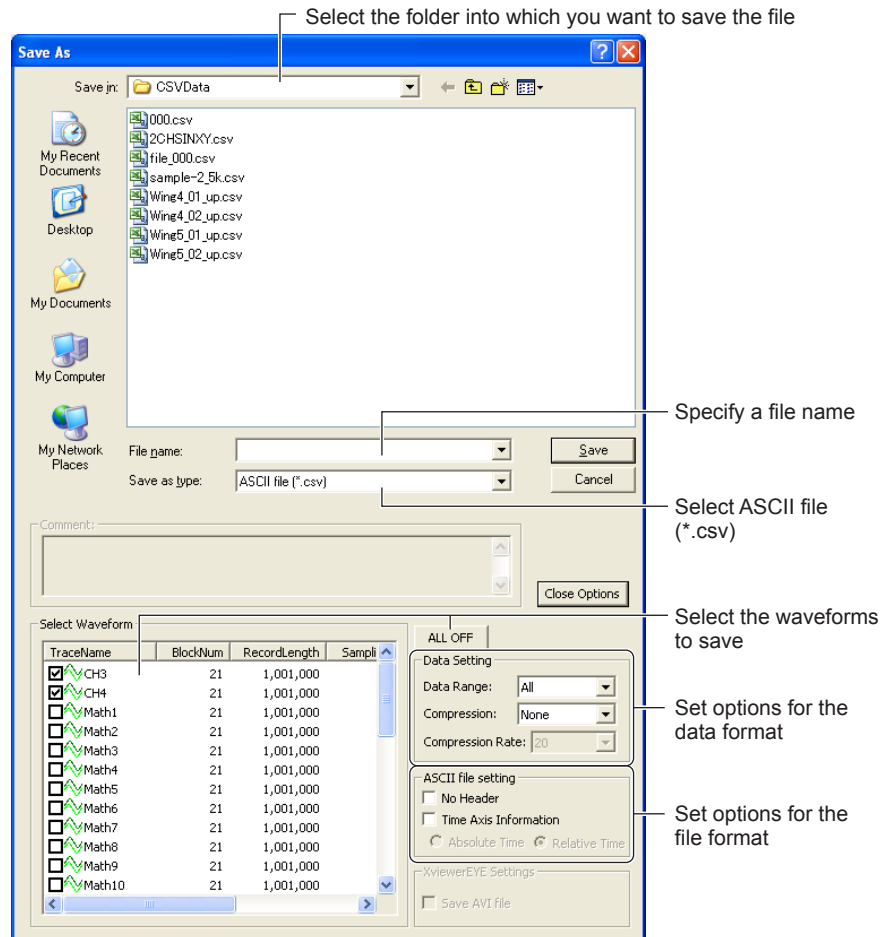 Select the folder into which you want to save the file
Save As
Save in:
CSVData
My Recent
Documents
Desktop
My Documents
My Computer
My Network
Places
000.csv
2CHSINXY.csv
file_000.csv
sample-2_5k.csv
Wing4_01_up.csv
Wing4_02_up.csv
Wing5_01_up.csv
Wing5_02_up.csv
Specify a file name
File name:
Save
Save as type:
ASCII file (*.csv)
Cancel
Select ASCII file
(*.csv)
Comment:
Close Options
Select Waveform
Select the waveforms
to save
ALL OFF
TraceName BlockNum RecordLength Sampli
CH3 21 1,001,000
CH4 21 1,001,000
Math1 21 1,001,000
Math2 21 1,001,000
Math3 21 1,001,000
Math4 21 1,001,000
Math5 21 1,001,000
Math6 21 1,001,000
Math7 21 1,001,000
Math8 21 1,001,000
Math9 21 1,001,000
Math10 21 1,001,000
Data Setting
Data Range: All
Compression: None
Compression Rate: 20
Set options for the
data format
ASCII file setting
No Header
Time Axis Information
Absolute Time Relative Time
Set options for the
file format
XviewerEYE Settings
Save AVI file